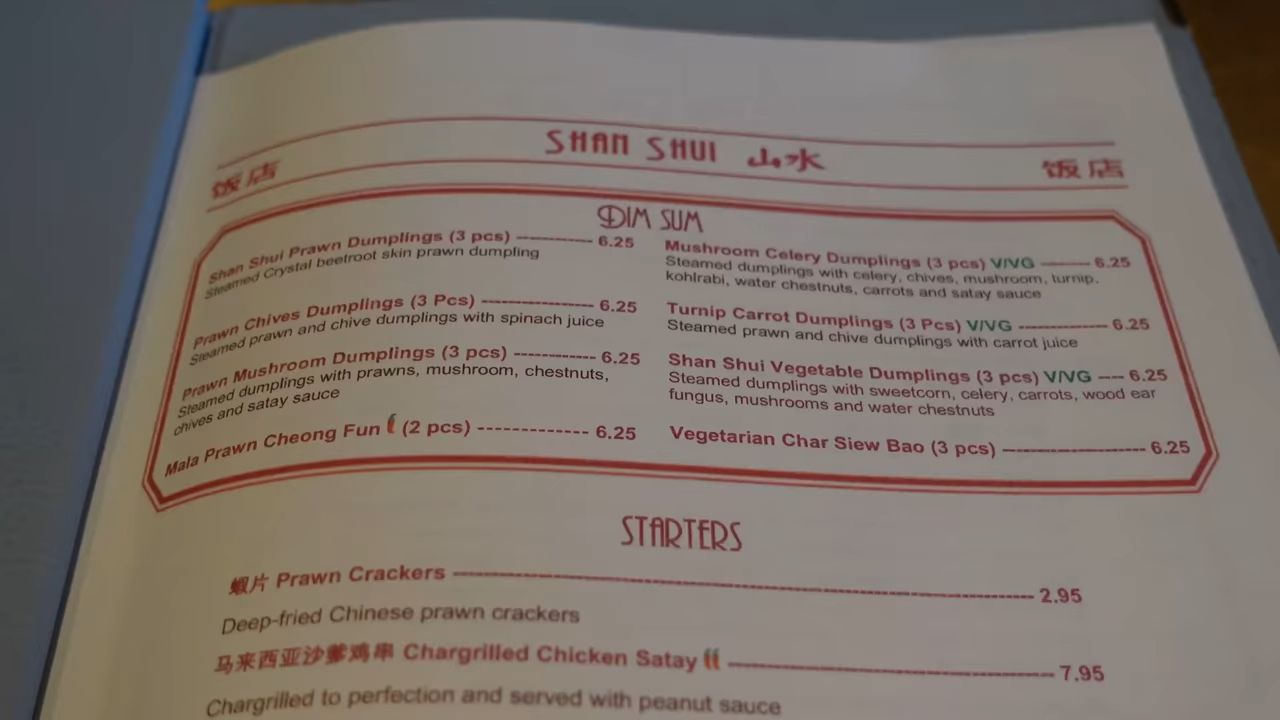 SHAN SHUI 山水
饭店
饭店
DIM SUM
Shan Shui Prawn Dumplings (3 pcs) ------------ 6.25
Steamed Crystal beetroot skin prawn dumpling
Prawn Chives Dumplings (3 Pcs) ----------------- 6.25
Steamed prawn and chive dumplings with spinach juice
Prawn Mushroom Dumplings (3 pcs) ------------ 6.25
Steamed dumplings with prawns, mushroom, chestnuts,
chives and satay sauce
Mala Prawn Cheong Fun (2 pcs) ------------- 6.25
Mushroom Celery Dumplings (3 pcs) V/VG -------- 6.25
Steamed dumplings with celery, chives, mushroom, turnip,
kohlrabi, water chestnuts, carrots and satay sauce
Turnip Carrot Dumplings (3 Pcs) V/VG -------------- 6.25
Steamed prawn and chive dumplings with carrot juice
Shan Shui Vegetable Dumplings (3 pcs) V/VG ---- 6.25
Steamed dumplings with sweetcorn, celery, carrots, wood ear
fungus, mushrooms and water chestnuts
Vegetarian Char Siew Bao (3 pcs) ---------------------- 6.25
STARTERS
蝦片 Prawn Crackers ------------------------------------------------ 2.95
Deep-fried Chinese prawn crackers
马来西亚沙爹鸡串 Chargrilled Chicken Satay ---------------------------- 7.95
Chargrilled to perfection and served with peanut sauce